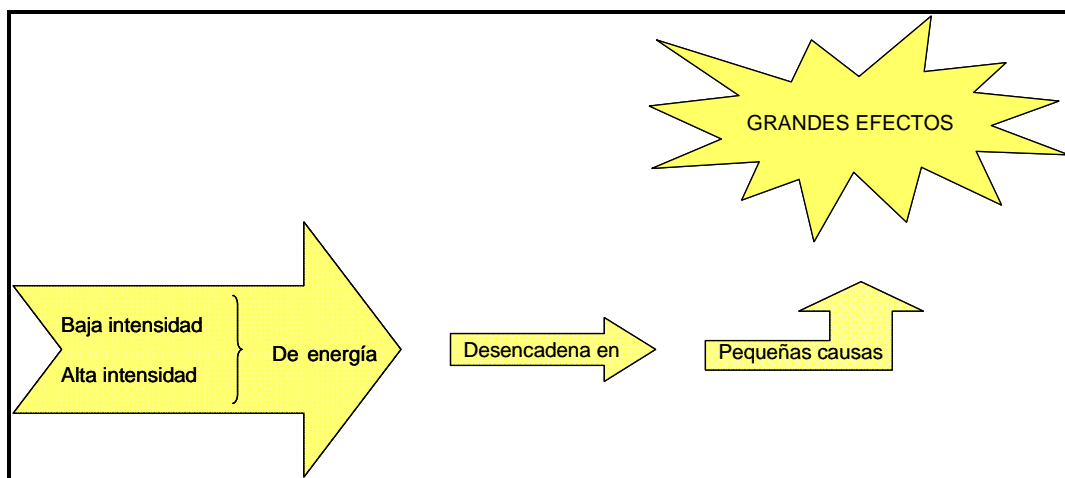 GRANDES EFECTOS
Baja intensidad
Alta intensidad
De energía
Desencadena en
Pequeñas causas